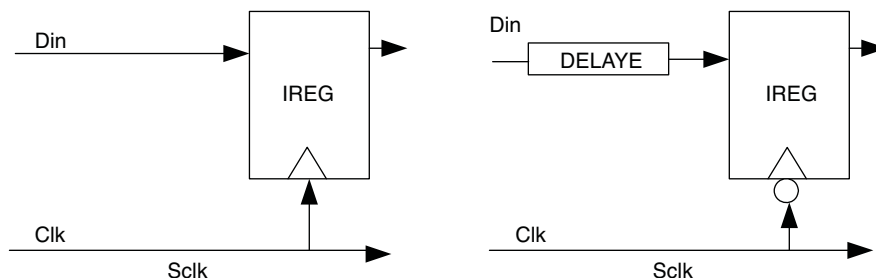 Din
IREG
Clk
Sclk
Din
DELAYE
IREG
Clk
Sclk